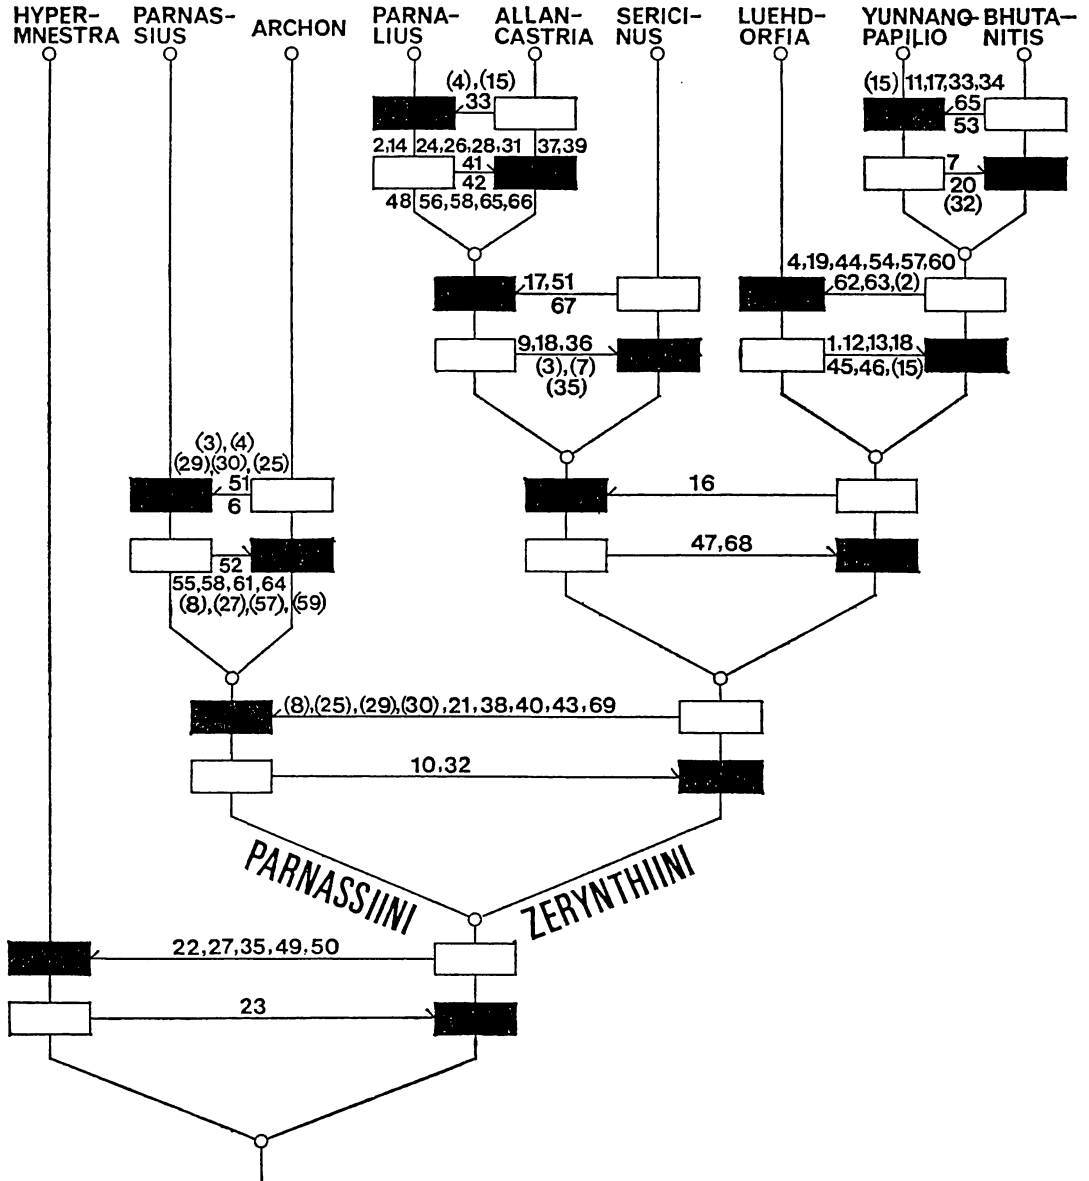 HYPER-
MNESTRA
PARNAS-
SIUS
ARCHON
PARNA-
LIUS
ALLAN-
CASTRIA
SERICI-
NUS
LUEHD-
ORFIA
YUNNANO-
PAPILIO
BHUTA-
NITIS
(4),(15)
33
2,14 24,26,28,31 37,39
41
42
48 56,58,65,66
(15) 11,17,33,34
65
53
7
20
(32)
17,51
67
9,18,36
(3),(7)
(35)
4,19,44,54,57,60
62,63,(2)
1,12,13,18
45,46,(15)
(3),(4)
(29),(30),(25)
51
6
52
55,58,61,64
(8),(27),(57),(59)
16
47,68
(8),(25),(29),(30),21,38,40,43,69
10,32
PARNASSIINI
ZERYNTHIINI
22,27,35,49,50
23